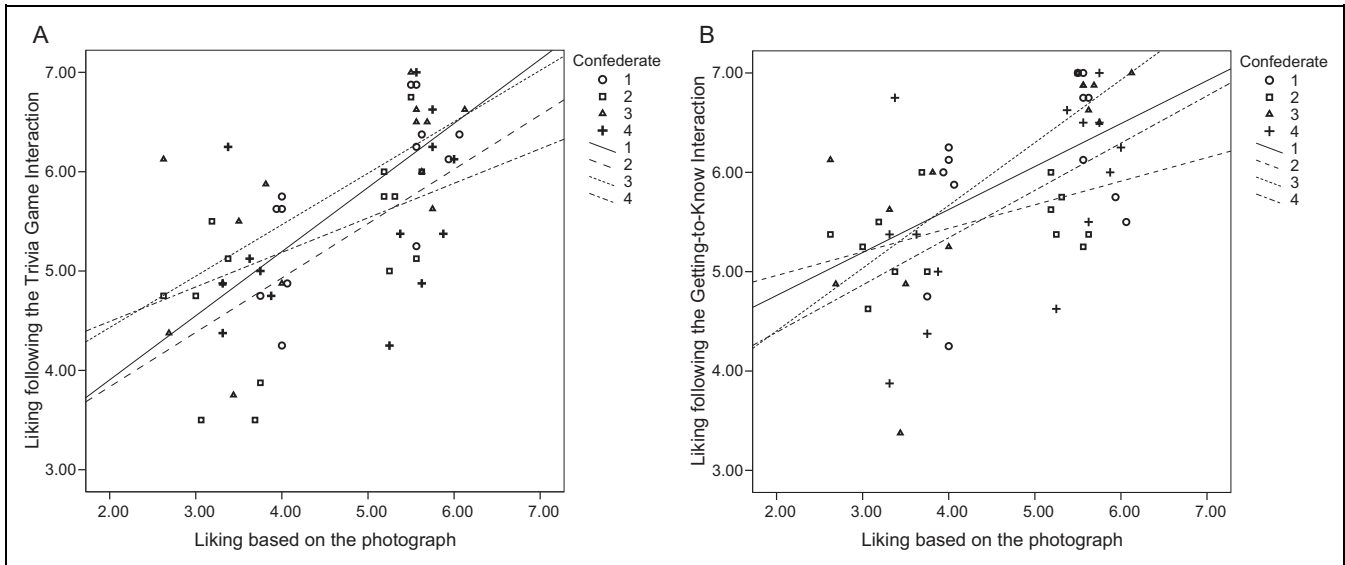 A
Liking following the Trivia Game Interaction
7.00
6.00
5.00
4.00
3.00
2.00 3.00 4.00 5.00 6.00 7.00
Liking based on the photograph
Confederate
1
2
3
4
1
2
3
4
B
Liking following the Getting-to-Know Interaction
7.00
6.00
5.00
4.00
3.00
2.00 3.00 4.00 5.00 6.00 7.00
Liking based on the photograph
Confederate
1
2
3
4
1
2
3
4